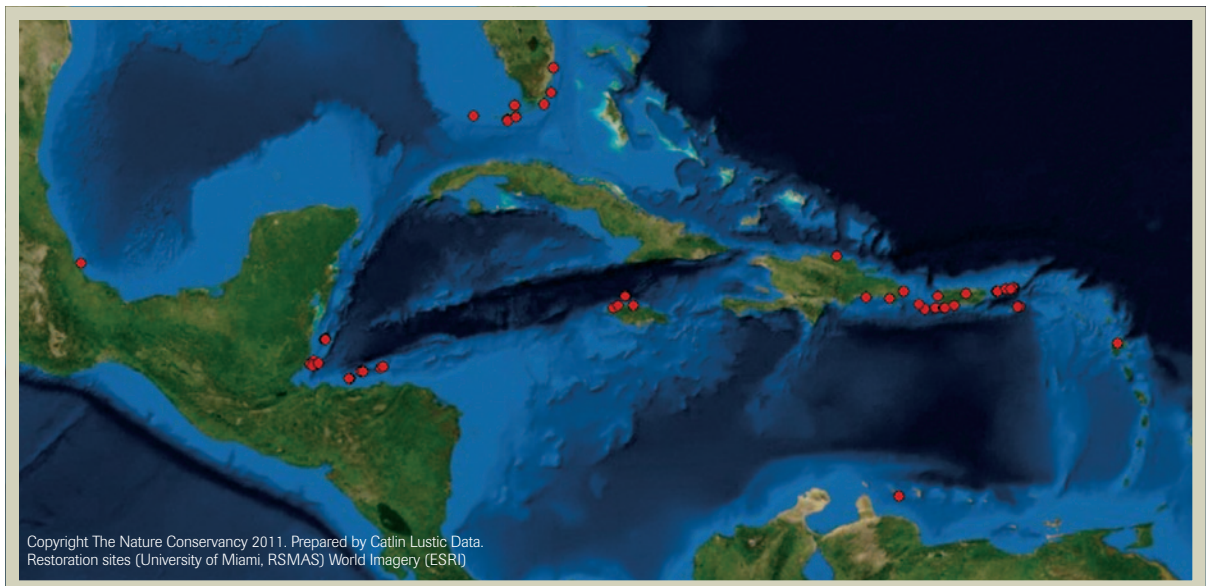 Copyright The Nature Conservancy 2011. Prepared by Catlin Lustic Data.
Restoration sites (University of Miami, RSMAS) World Imagery (ESRI)